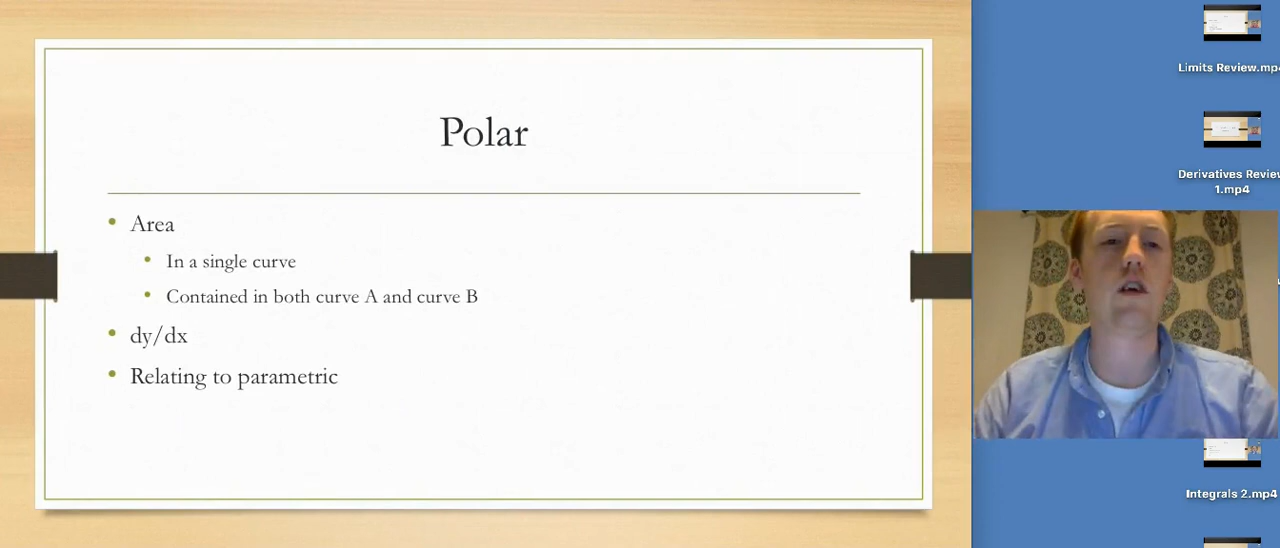 Polar
Area
In a single curve
Contained in both curve A and curve B
dy/dx
Relating to parametric
Limits Review.mp4
Derivatives Review
1.mp4
Integrals 2.mp4